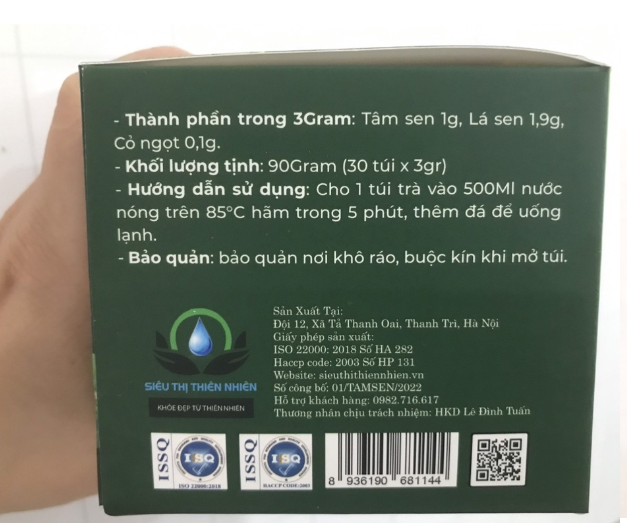 - Thành phần trong 3Gram: Tâm sen 1g, Lá sen 1,9g,
Cỏ ngọt 0,1g.
- Khối lượng tịnh: 90Gram (30 túi x 3gr)
- Hướng dẫn sử dụng: Cho 1 túi trà vào 500Ml nước
nóng trên 85°C hãm trong 5 phút, thêm đá để uống
lạnh.
- Bảo quản: bảo quản nơi khô ráo, buộc kín khi mở túi.
Sản Xuất Tại:
Đội 12, Xã Tả Thanh Oai, Thanh Trì, Hà Nội
Giấy phép sản xuất:
ISO 22000: 2018 Số HA 282
Haccp code: 2003 Số HP 131
Website: sieuthithiennhien.vn
Số công bố: 01/TAMSEN/2022
Hỗ trợ khách hàng: 0982.716.617
Thương nhân chịu trách nhiệm: HKD Lê Đình Tuấn
SIÊU THỊ THIÊN NHIÊN
KHỎE ĐẸP TỪ THIÊN NHIÊN
ISSQ
ISSQ
ISO 22000:2018
ISSQ
ISSQ
HACCP CODE:2003
8 936190 681144